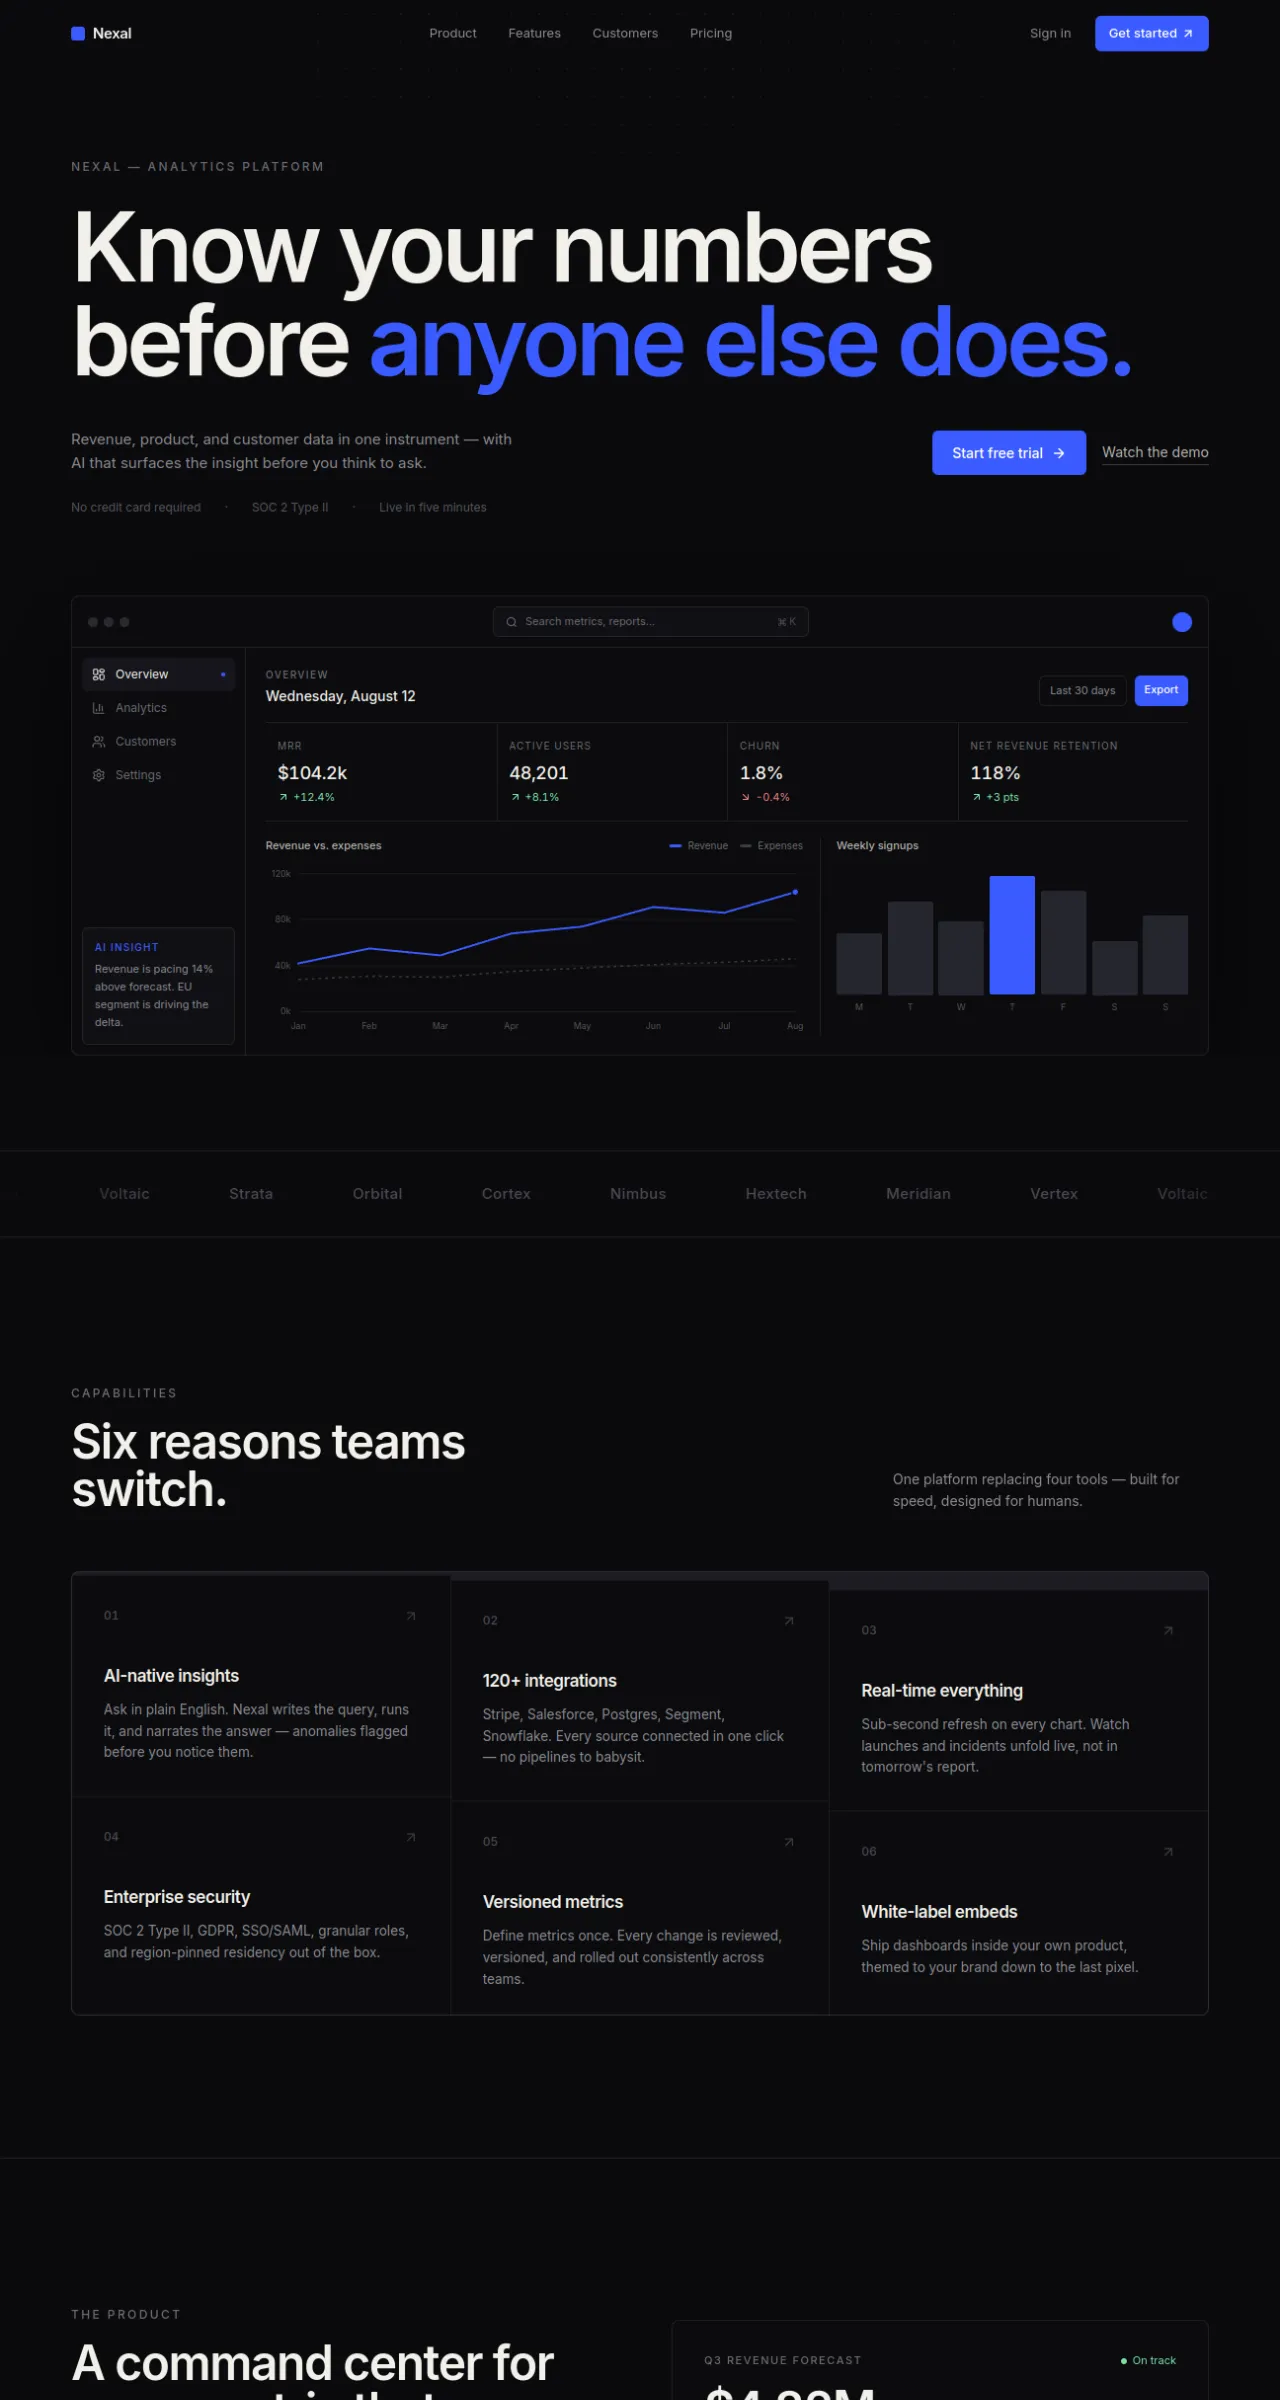 Nexal
Product Features Customers Pricing
Sign in
Get started
NEXAL — ANALYTICS PLATFORM
Know your numbers
before anyone else does.
Revenue, product, and customer data in one instrument — with
AI that surfaces the insight before you think to ask.
Start free trial
Watch the demo
No credit card required · SOC 2 Type II · Live in five minutes
Search metrics, reports... ⌘ K
Overview
Analytics
Customers
Settings
AI INSIGHT
Revenue is pacing 14%
above forecast. EU
segment is driving the
delta.
OVERVIEW
Wednesday, August 12
Last 30 days
Export
MRR
$104.2k
+12.4%
ACTIVE USERS
48,201
+8.1%
CHURN
1.8%
-0.4%
NET REVENUE RETENTION
118%
+3 pts
Revenue vs. expenses
Revenue Expenses
120k
80k
40k
0k
Jan Feb Mar Apr May Jun Jul Aug
Weekly signups
M T W T F S S
Voltaic Strata Orbital Cortex Nimbus Hextech Meridian Vertex Voltaic
CAPABILITIES
Six reasons teams
switch.
One platform replacing four tools — built for
speed, designed for humans.
01
AI-native insights
Ask in plain English. Nexal writes the query, runs
it, and narrates the answer — anomalies flagged
before you notice them.
02
120+ integrations
Stripe, Salesforce, Postgres, Segment,
Snowflake. Every source connected in one click
— no pipelines to babysit.
03
Real-time everything
Sub-second refresh on every chart. Watch
launches and incidents unfold live, not in
tomorrow's report.
04
Enterprise security
SOC 2 Type II, GDPR, SSO/SAML, granular roles,
and region-pinned residency out of the box.
05
Versioned metrics
Define metrics once. Every change is reviewed,
versioned, and rolled out consistently across
teams.
06
White-label embeds
Ship dashboards inside your own product,
themed to your brand down to the last pixel.
THE PRODUCT
A command center for
Q3 REVENUE FORECAST
On track